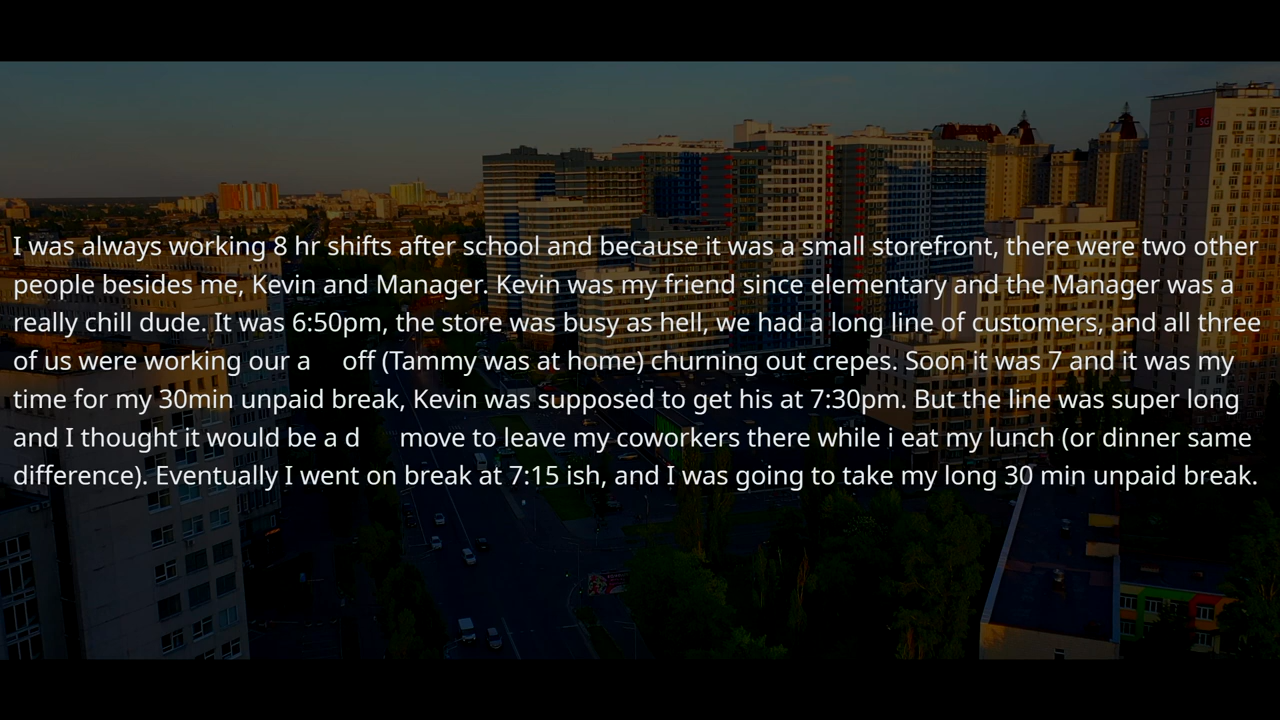 I was always working 8 hr shifts after school and because it was a small storefront, there were two other
people besides me, Kevin and Manager. Kevin was my friend since elementary and the Manager was a
really chill dude. It was 6:50pm, the store was busy as hell, we had a long line of customers, and all three
of us were working our a off (Tammy was at home) churning out crepes. Soon it was 7 and it was my
time for my 30min unpaid break, Kevin was supposed to get his at 7:30pm. But the line was super long
and I thought it would be a d move to leave my coworkers there while i eat my lunch (or dinner same
difference). Eventually I went on break at 7:15 ish, and I was going to take my long 30 min unpaid break.